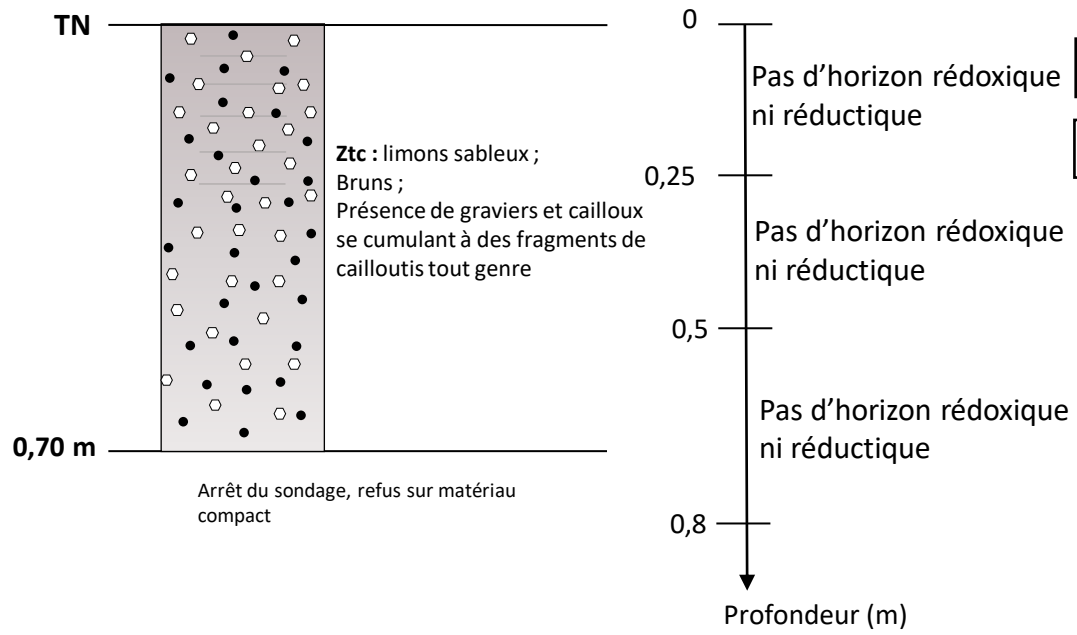 TN
Ztc : limons sableux ;
Bruns ;
Présence de graviers et cailloux
se cumulant à des fragments de
cailloutis tout genre
0,70 m
Arrêt du sondage, refus sur matériau
compact
0
Pas d'horizon rédoxique
ni réductique
0,25
Pas d'horizon rédoxique
ni réductique
0,5
Pas d'horizon rédoxique
ni réductique
0,8
Profondeur (m)